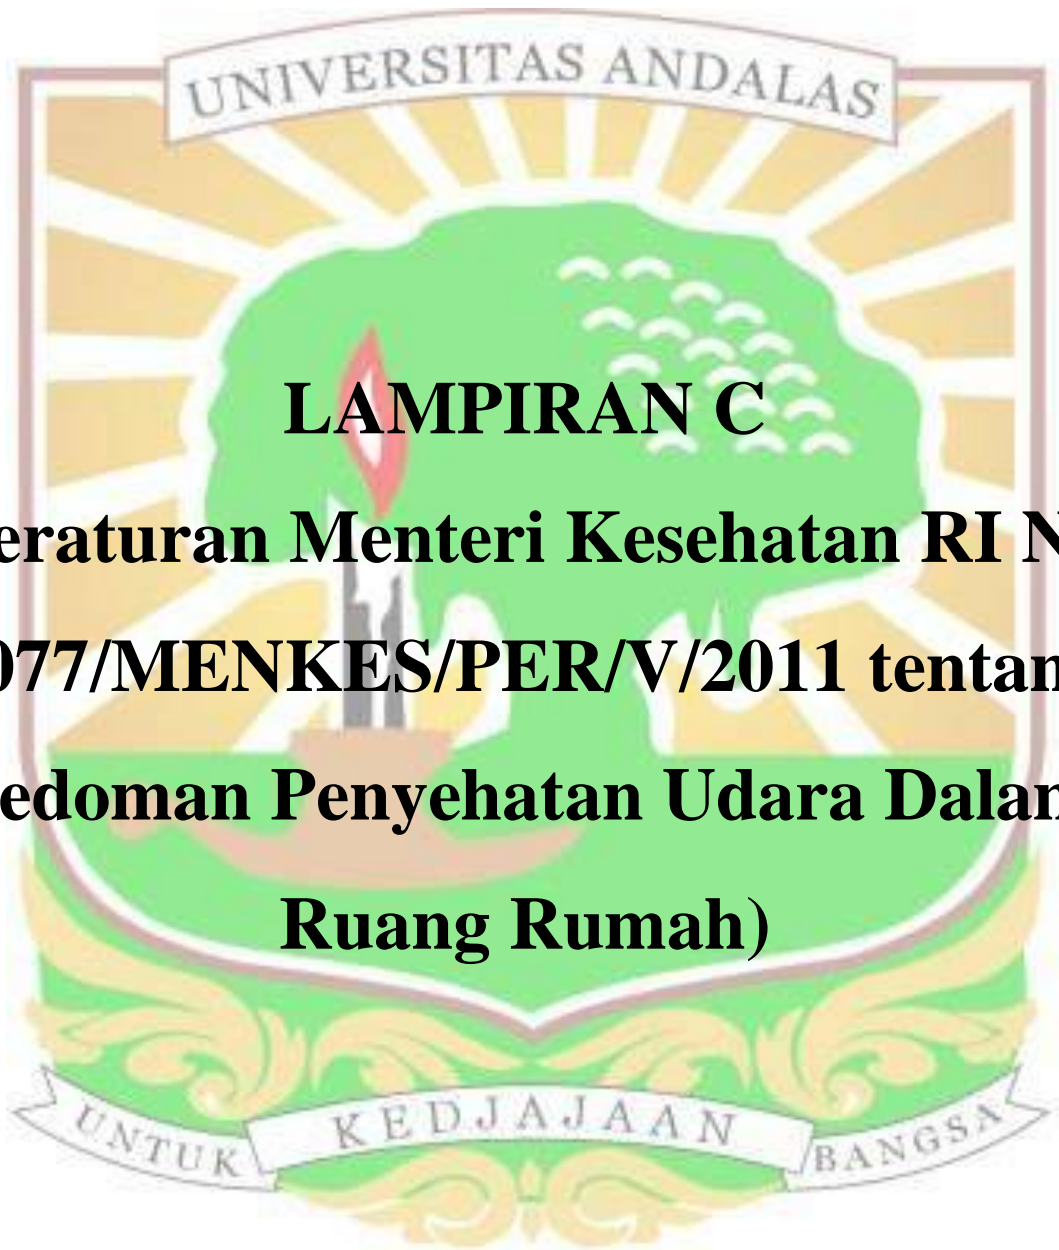 UNIVERSITAS ANDALAS
LAMPIRAN C
eraturan Menteri Kesehatan RI N
077/MENKES/PER/V/2011 tentan
edoman Penyehatan Udara Dalam
Ruang Rumah)
UNTUK KEDJAJAAN BANGSA